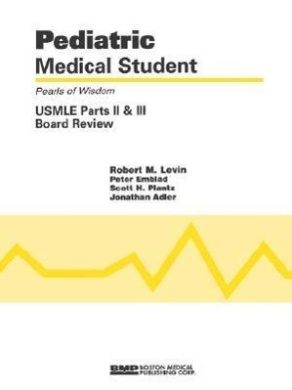 Pediatric
Medical Student
Pearls of Wisdom
USMLE Parts II & III
Board Review
Robert M. Levin
Peter Emblad
Scott H. Plantz
Jonathan Adler
BMP BOSTON MEDICAL
PUBLISHING CORP.